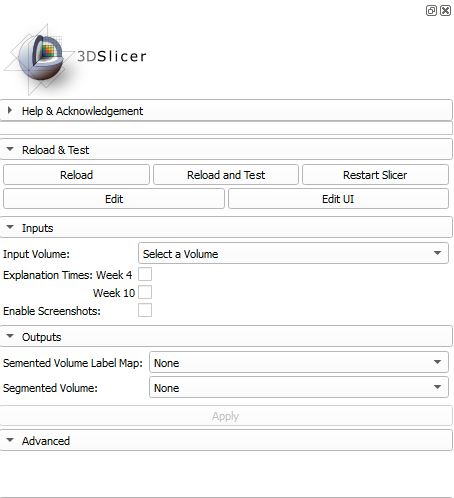 3DSlicer
Help & Acknowledgement
Reload & Test
Reload Reload and Test Restart Slicer
Edit Edit UI
Inputs
Input Volume: Select a Volume
Explanation Times: Week 4
Week 10
Enable Screenshots:
Outputs
Semented Volume Label Map: None
Segmented Volume: None
Apply
Advanced